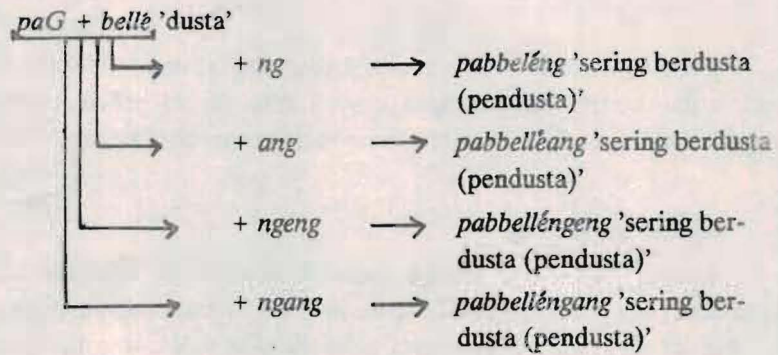 paG + bellé 'dusta'
+ ng → pabbeléng 'sering berdusta
(pendusta)'
+ ang → pabbelléang 'sering berdusta
(pendusta)'
+ ngeng → pabbelléngeng 'sering ber-
dusta (pendusta)'
+ ngang → pabbelléngang 'sering ber-
dusta (pendusta)'